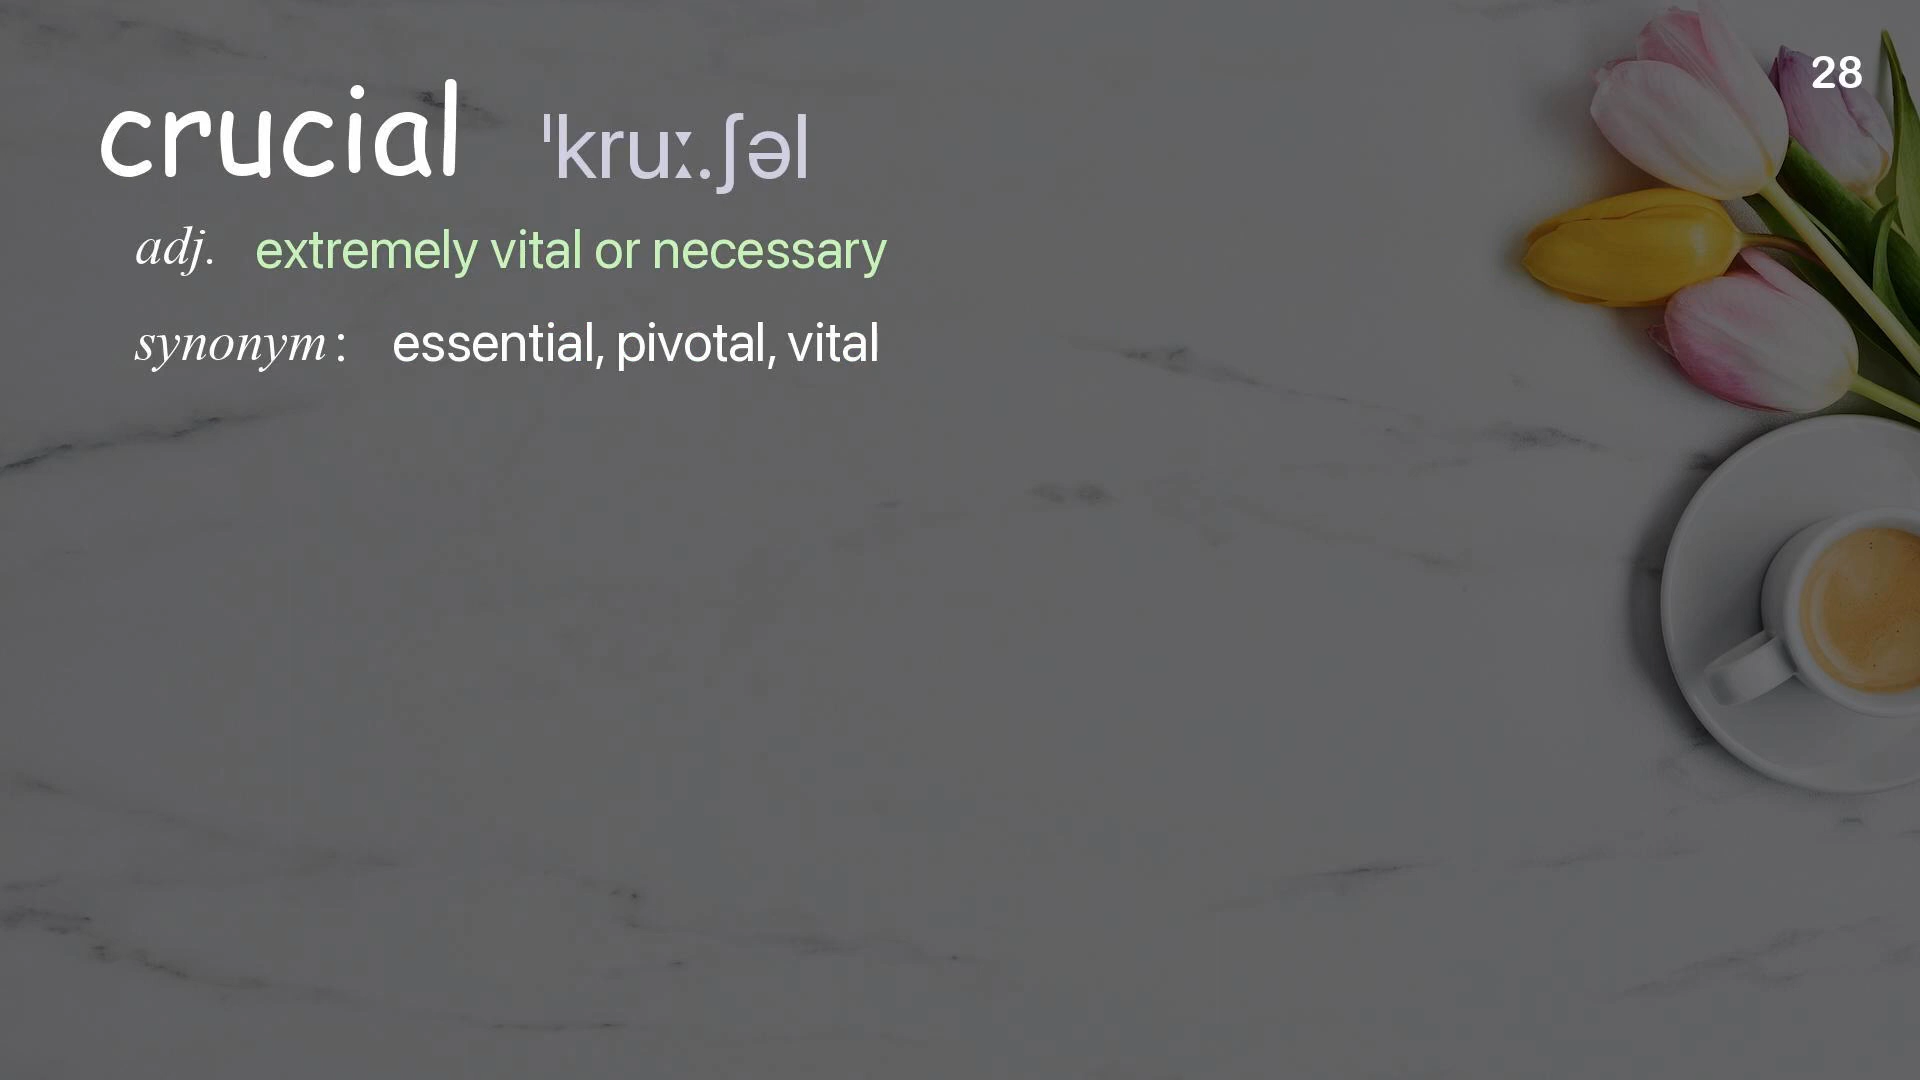 28
crucial ˈkruː.ʃəl
adj. extremely vital or necessary
synonym: essential, pivotal, vital